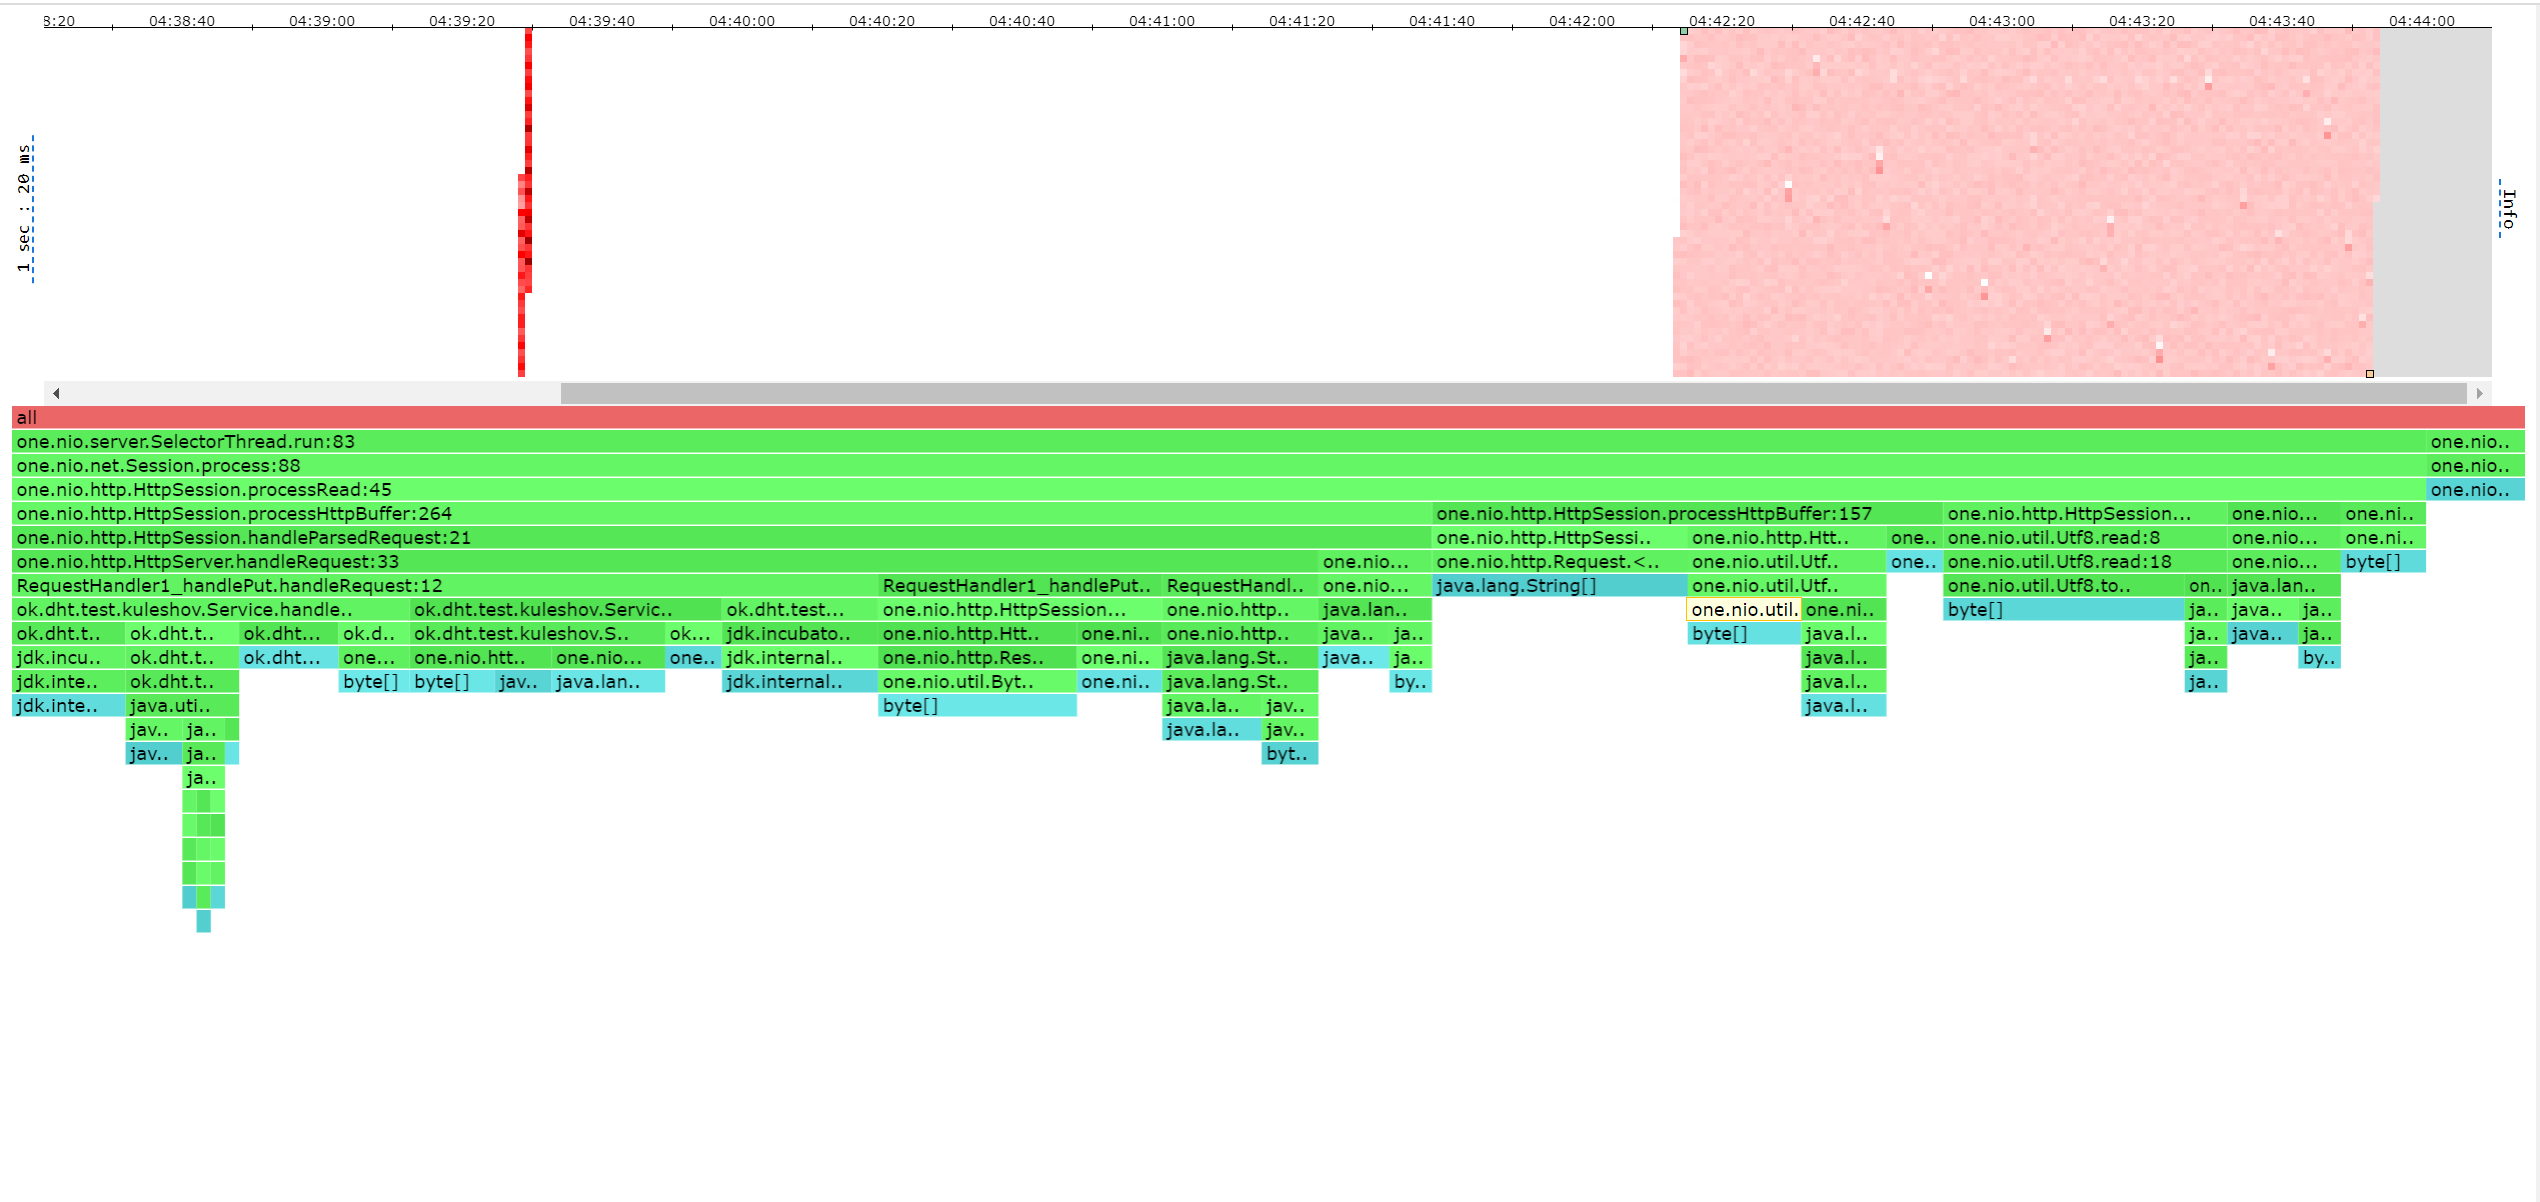 8:20 04:38:40 04:39:00 04:39:20 04:39:40 04:40:00 04:40:20 04:40:40 04:41:00 04:41:20 04:41:40 04:42:00 04:42:20 04:42:40 04:43:00 04:43:20 04:43:40 04:44:00
1 sec : 20 ms
Info
all
one.nio.server.SelectorThread.run:83 one.nio..
one.nio.net.Session.process:88 one.nio..
one.nio.http.HttpSession.processRead:45 one.nio..
one.nio.http.HttpSession.processHttpBuffer:264 one.nio.http.HttpSession.processHttpBuffer:157 one.nio.http.HttpSession... one.nio... one.ni..
one.nio.http.HttpSession.handleParsedRequest:21 one.nio.http.HttpSessi.. one.nio.http.Htt.. one.. one.nio.util.Utf8.read:8 one.nio... one.ni..
one.nio.http.HttpServer.handleRequest:33 one.nio... one.nio.http.Request.<.. one.nio.util.Utf.. one.. one.nio.util.Utf8.read:18 one.nio... byte[]
RequestHandler1_handlePut.handleRequest:12 RequestHandler1_handlePut.. RequestHandl.. one.nio... java.lang.String[] one.nio.util.Utf.. one.nio.util.Utf8.to.. on.. java.lan..
ok.dht.test.kuleshov.Service.handle.. ok.dht.test.kuleshov.Servic.. ok.dht.test... one.nio.http.HttpSession... one.nio.http.. java.lan.. one.nio.util. one.ni.. byte[] ja.. java.. ja..
ok.dht.t.. ok.dht.t.. ok.dht... ok.d.. ok.dht.test.kuleshov.S.. ok... jdk.incubato.. one.nio.http.Htt.. one.ni.. one.nio.http.. java.. ja.. byte[] java.l.. ja.. java.. ja..
jdk.incu.. ok.dht.t.. ok.dht... one... one.nio.htt.. one.nio... one.. jdk.internal.. one.nio.http.Res.. one.ni.. java.lang.St.. java.. ja.. java.l.. ja.. by..
jdk.inte.. ok.dht.t.. byte[] byte[] jav.. java.lan.. jdk.internal.. one.nio.util.Byt.. one.ni.. java.lang.St.. by.. java.l.. ja..
jdk.inte.. java.uti.. byte[] java.la.. jav.. java.l..
jav.. ja.. java.la.. jav..
jav.. ja.. byt..
ja..